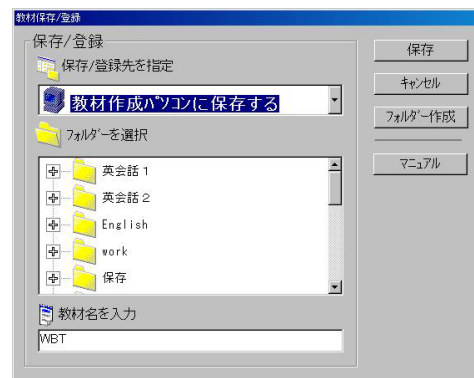 教材保存/登録
保存/登録
保存/登録先を指定
教材作成ﾊﾟｿｺﾝに保存する
ﾌｫﾙﾀﾞｰを選択
英会話１
英会話２
English
work
保存
教材名を入力
WBT
保存
ｷｬﾝｾﾙ
ﾌｫﾙﾀﾞｰ作成
ﾏﾆｭｱﾙ